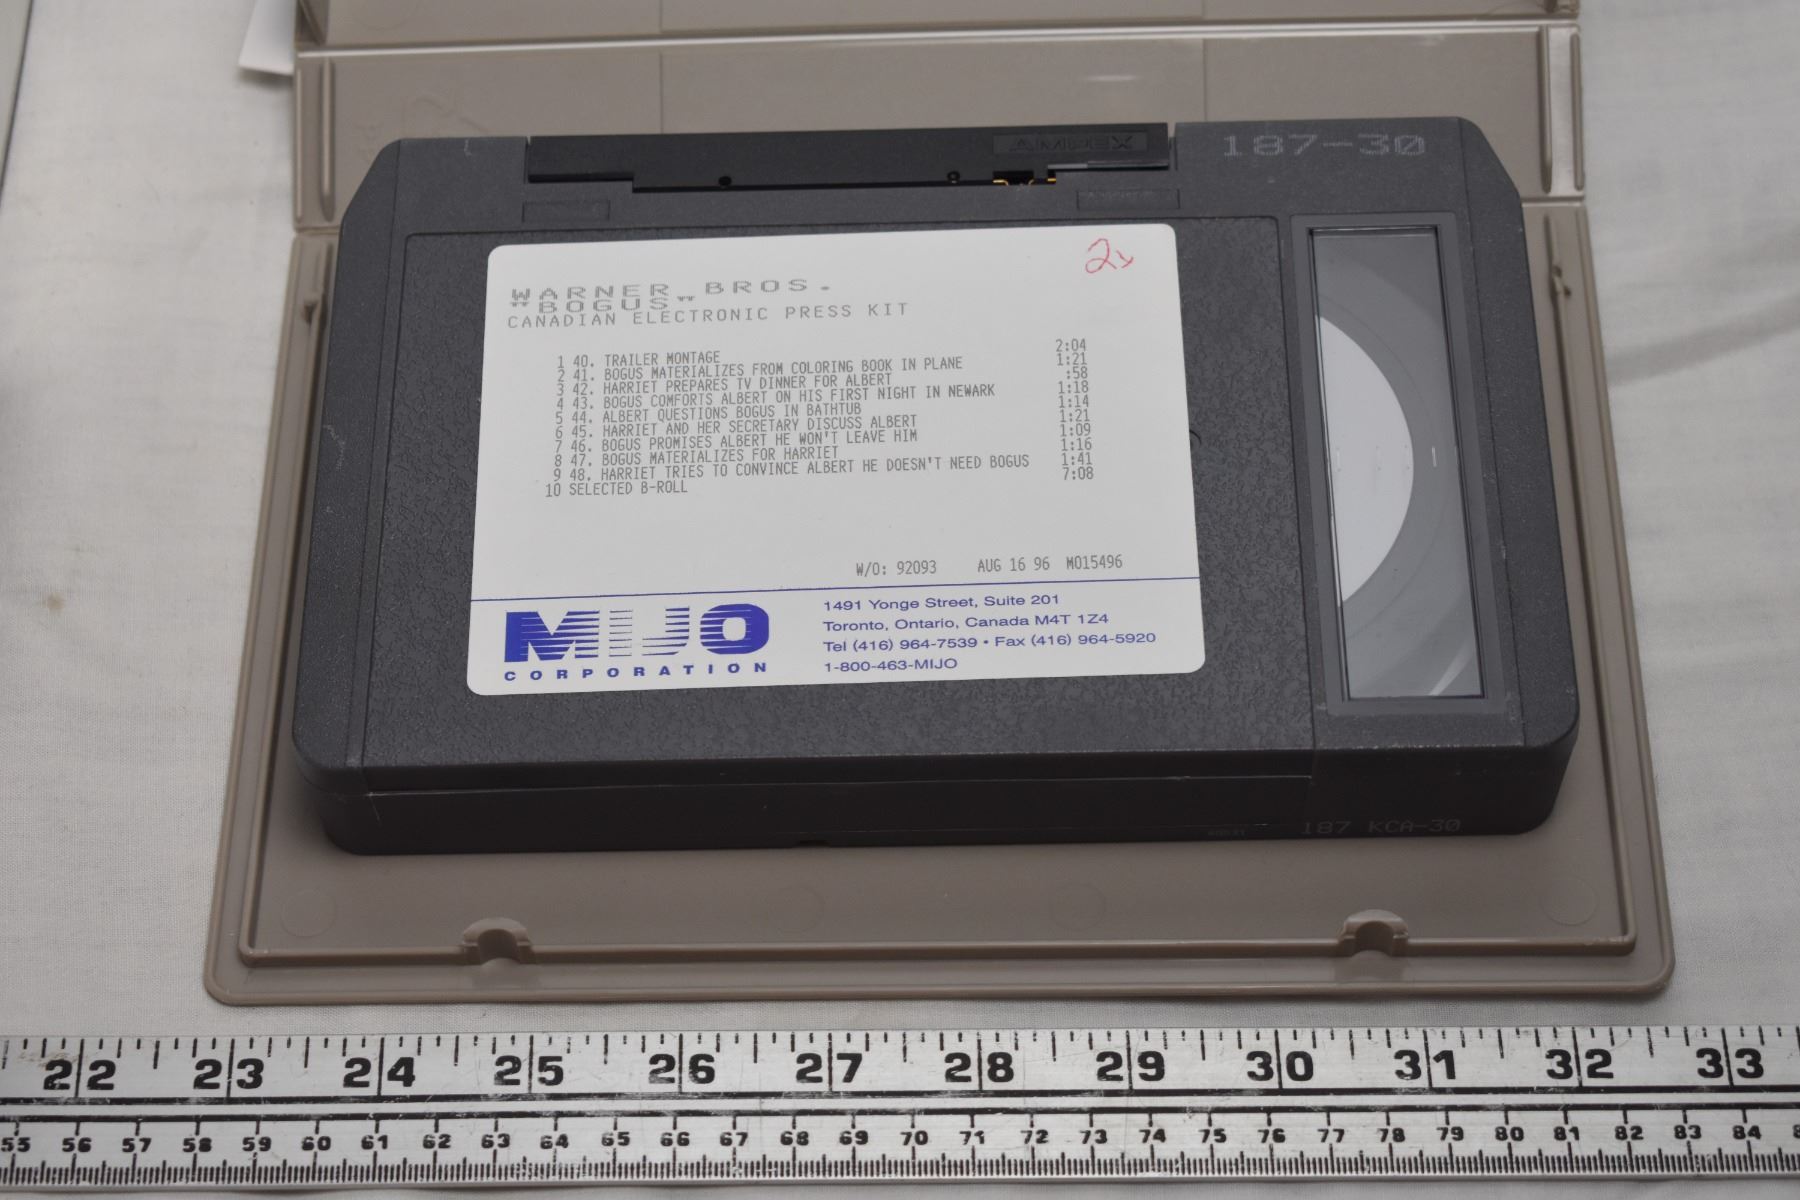 AMPEX
187-30
2x
WARNER BROS.
"BOGUS"
CANADIAN ELECTRONIC PRESS KIT
1 40. TRAILER MONTAGE 2:04
2 41. BOGUS MATERIALIZES FROM COLORING BOOK IN PLANE 1:21
3 42. HARRIET PREPARES TV DINNER FOR ALBERT :58
4 43. BOGUS COMFORTS ALBERT ON HIS FIRST NIGHT IN NEWARK 1:18
5 44. ALBERT QUESTIONS BOGUS IN BATHTUB 1:14
6 45. HARRIET AND HER SECRETARY DISCUSS ALBERT 1:21
7 46. BOGUS PROMISES ALBERT HE WON'T LEAVE HIM 1:09
8 47. BOGUS MATERIALIZES FOR HARRIET 1:16
9 48. HARRIET TRIES TO CONVINCE ALBERT HE DOESN'T NEED BOGUS 1:41
10 SELECTED B-ROLL 7:08
W/O: 92093 AUG 16 96 M015496
MIJO
CORPORATION
1491 Yonge Street, Suite 201
Toronto, Ontario, Canada M4T 1Z4
Tel (416) 964-7539 • Fax (416) 964-5920
1-800-463-MIJO
187 KCA-30
22 23 24 25 26 27 28 29 30 31 32 33
55 56 57 58 59 60 61 62 63 64 65 66 67 68 69 70 71 72 73 74 75 76 77 78 79 80 81 82 83 84